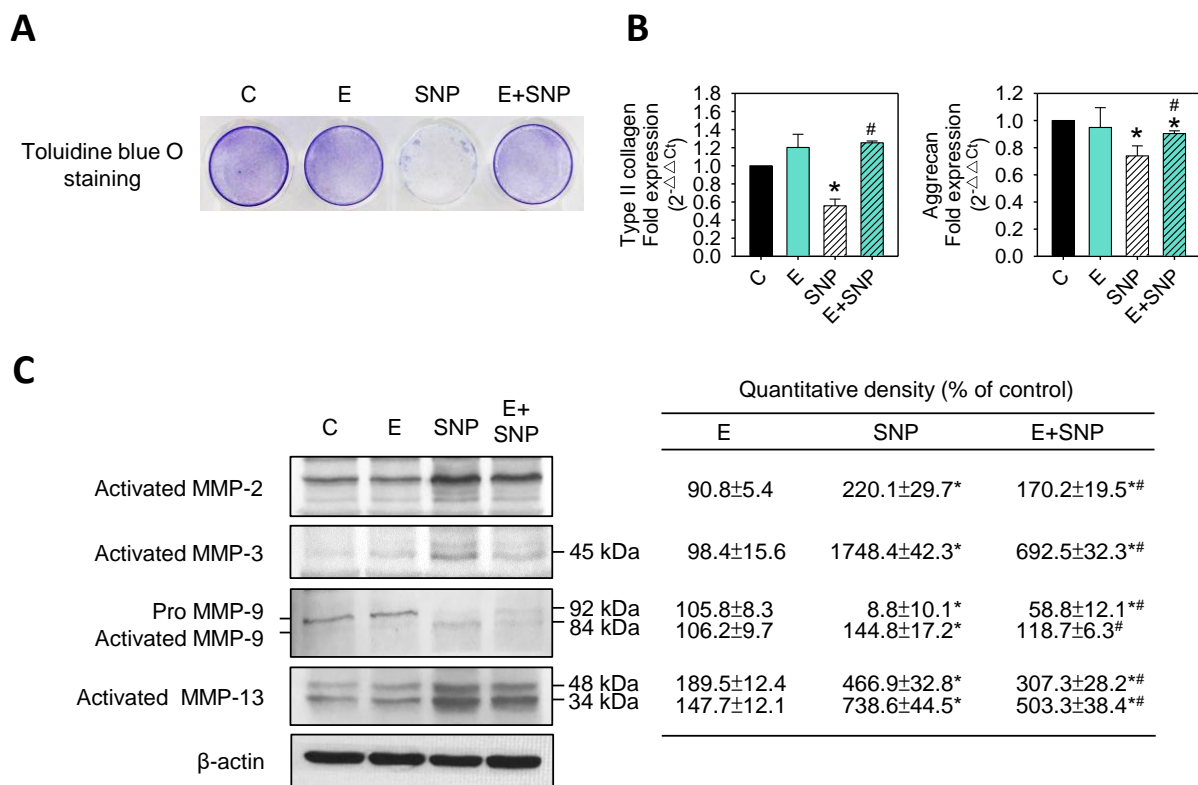 A
C E SNP E+SNP
Toluidine blue O
staining
B
Type II collagen
Fold expression
(2-△△Ct)
1.8
1.6
1.4
1.2
1.0
0.8
0.6
0.4
0.2
0.0
*
#
C E SNP E+SNP
Aggrecan
Fold expression
(2-△△Ct)
1.2
1.0
0.8
0.6
0.4
0.2
0.0
*
#
*
C E SNP E+SNP
C
C E SNP E+
SNP
Activated MMP-2
Activated MMP-3
45 kDa
Pro MMP-9
92 kDa
Activated MMP-9
84 kDa
Activated MMP-13
48 kDa
34 kDa
β-actin
Quantitative density (% of control)
E SNP E+SNP
90.8±5.4 220.1±29.7* 170.2±19.5*#
98.4±15.6 1748.4±42.3* 692.5±32.3*#
105.8±8.3 8.8±10.1* 58.8±12.1*#
106.2±9.7 144.8±17.2* 118.7±6.3#
189.5±12.4 466.9±32.8* 307.3±28.2*#
147.7±12.1 738.6±44.5* 503.3±38.4*#